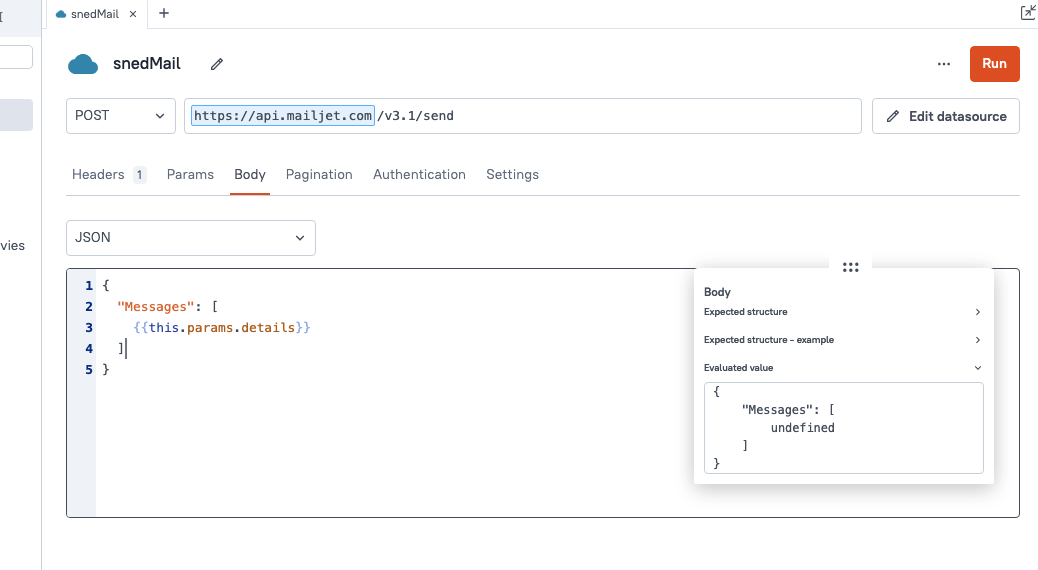 snedMail × +
snedMail
... Run
POST
https://api.mailjet.com/v3.1/send
Edit datasource
Headers 1 Params Body Pagination Authentication Settings
vies
JSON
1 {
2 "Messages": [
3 {{this.params.details}}
4 ]
5 }
Body
Expected structure
Expected structure - example
Evaluated value
{
"Messages": [
undefined
]
}